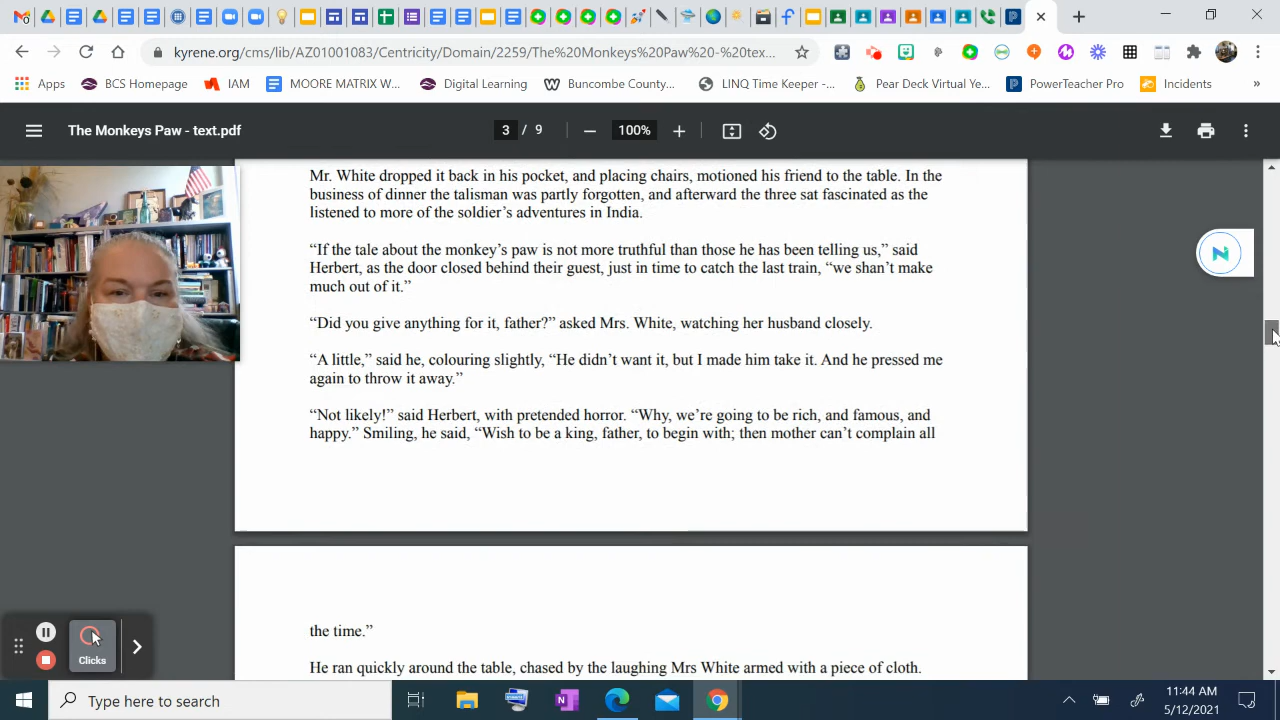 kyrene.org/cms/lib/AZ01001083/Centricity/Domain/2259/The%20Monkeys%20Paw%20-%20tex...
Apps BCS Homepage IAM MOORE MATRIX W... Digital Learning Buncombe County... LINQ Time Keeper -... Pear Deck Virtual Ye... PowerTeacher Pro Incidents »
The Monkeys Paw - text.pdf 3 / 9 100%
Mr. White dropped it back in his pocket, and placing chairs, motioned his friend to the table. In the
business of dinner the talisman was partly forgotten, and afterward the three sat fascinated as the
listened to more of the soldier’s adventures in India.
“If the tale about the monkey’s paw is not more truthful than those he has been telling us,” said
Herbert, as the door closed behind their guest, just in time to catch the last train, “we shan’t make
much out of it.”
“Did you give anything for it, father?” asked Mrs. White, watching her husband closely.
“A little,” said he, colouring slightly, “He didn’t want it, but I made him take it. And he pressed me
again to throw it away.”
“Not likely!” said Herbert, with pretended horror. “Why, we’re going to be rich, and famous, and
happy.” Smiling, he said, “Wish to be a king, father, to begin with; then mother can’t complain all
the time.”
He ran quickly around the table, chased by the laughing Mrs White armed with a piece of cloth.
Clicks
Type here to search
11:44 AM
5/12/2021